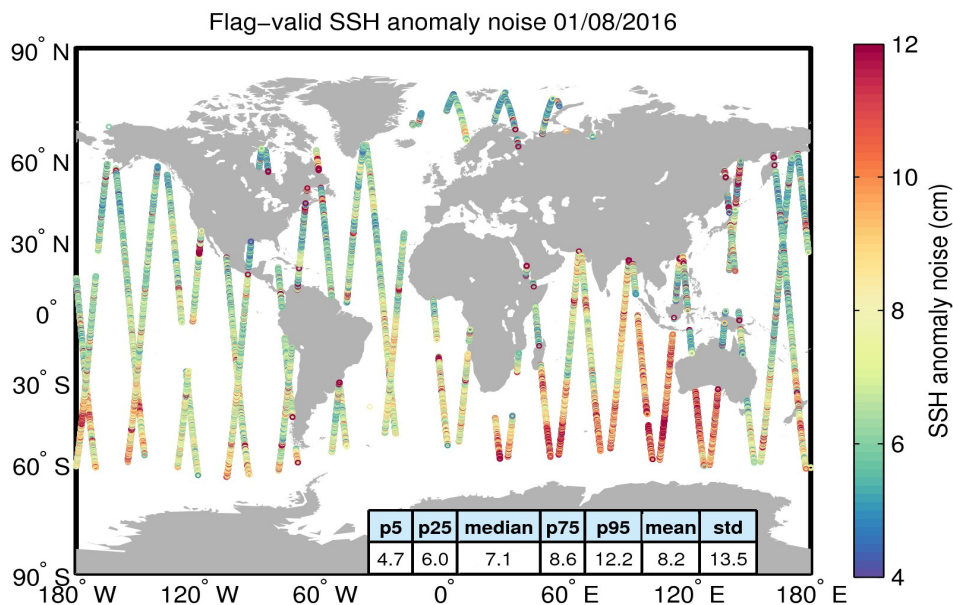 Flag−valid SSH anomaly noise 01/08/2016
90° N
60° N
30° N
0°
30° S
60° S
90° S
180° W 120° W 60° W 0° 60° E 120° E 180° E
p5 p25 median p75 p95 mean std
4.7 6.0 7.1 8.6 12.2 8.2 13.5
12
10
8
6
4
SSH anomaly noise (cm)